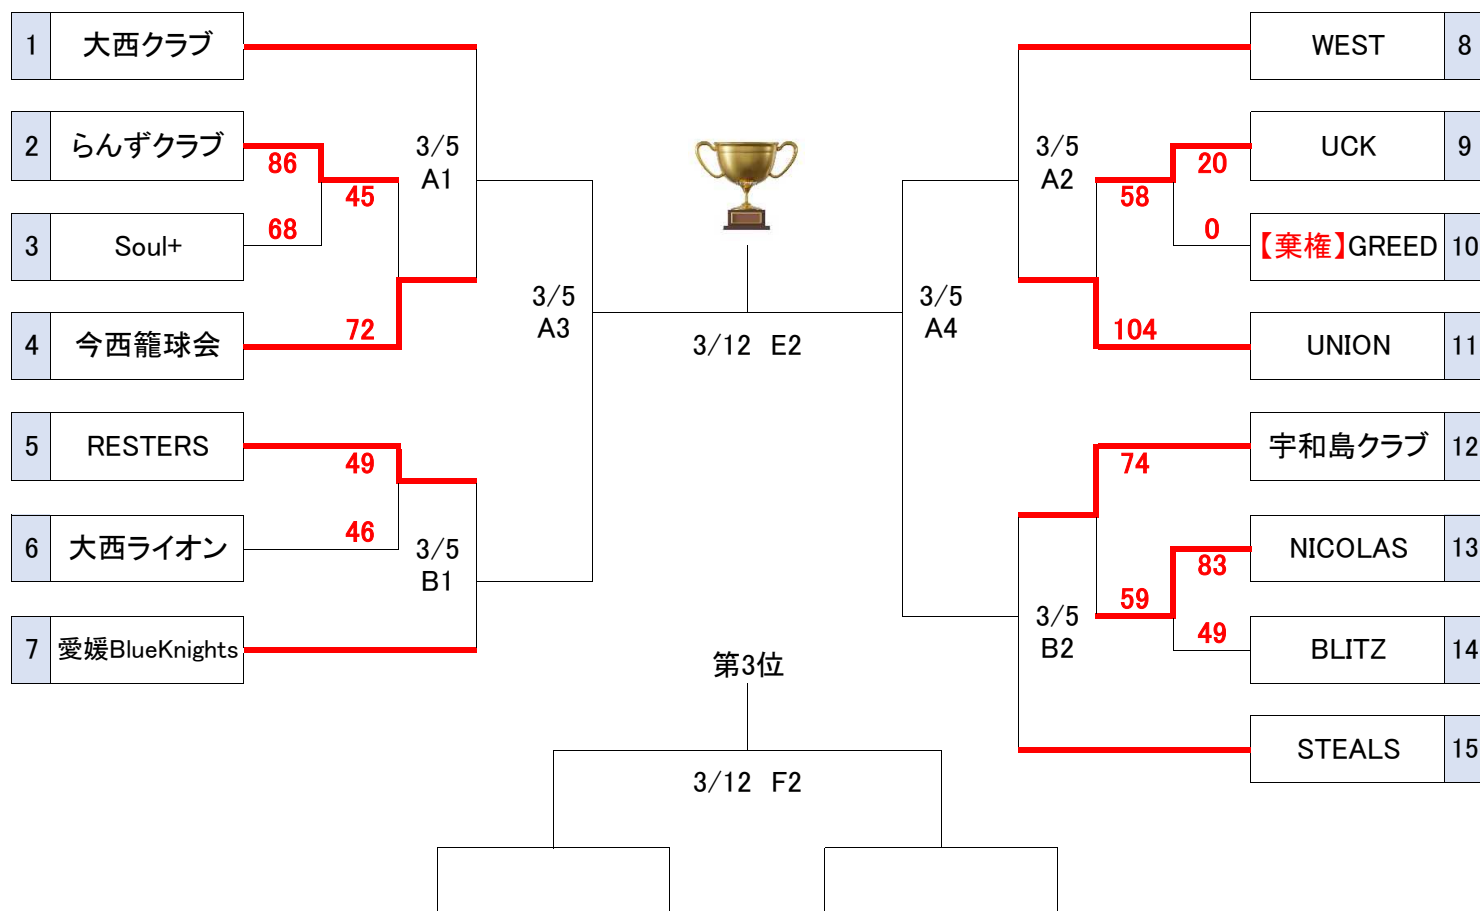 1 大西クラブ
2 らんずクラブ
86
45
68
3 Soul+
72
4 今西籠球会
3/5
A1
5 RESTERS
49
46
6 大西ライオン
3/5
B1
7 愛媛BlueKnights
3/5
A3
3/12 E2
3/5
A4
WEST 8
3/5
A2
UCK 9
20
58
0
【棄権】GREED 10
104
UNION 11
宇和島クラブ 12
74
NICOLAS 13
83
59
49
BLITZ 14
3/5
B2
STEALS 15
第3位
3/12 F2